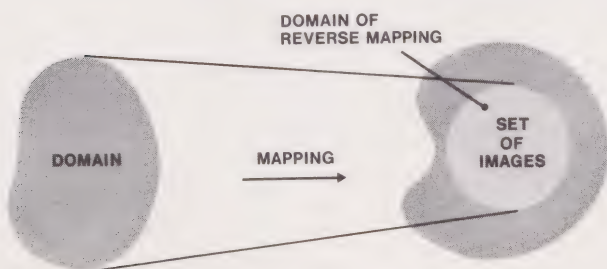 DOMAIN OF
REVERSE MAPPING
DOMAIN
MAPPING
SET
OF
IMAGES